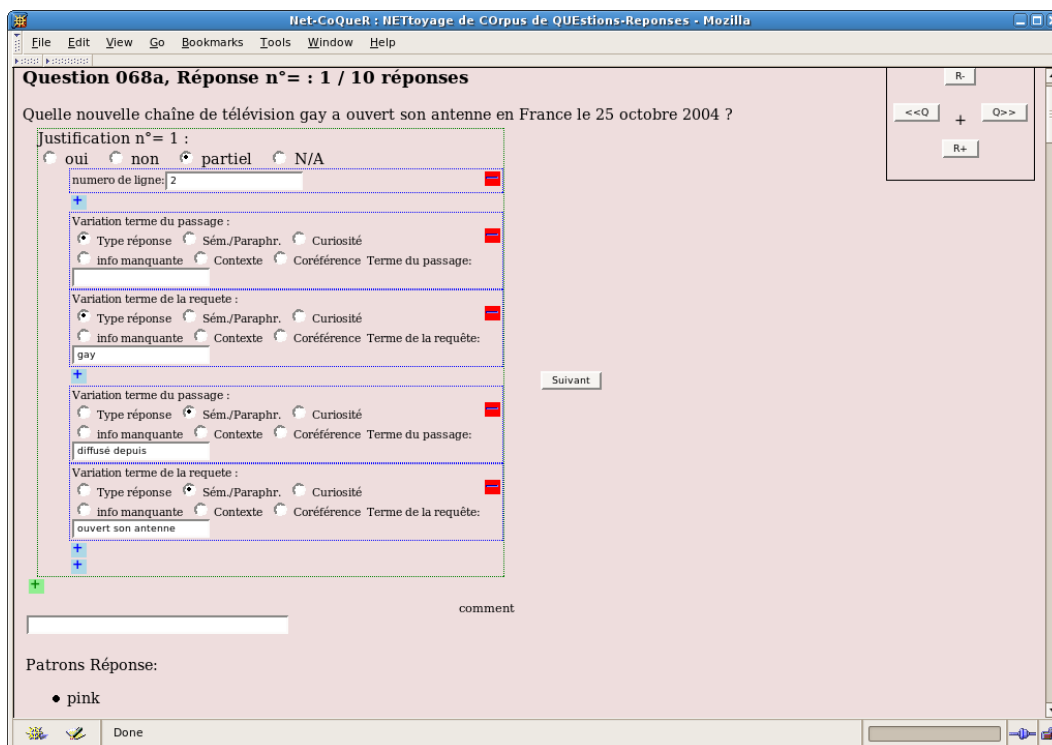 Net-CoQueR : NETtoyage de COrpus de QUEstions-Reponses - Mozilla
File Edit View Go Bookmarks Tools Window Help
Question 068a, Réponse n°= : 1 / 10 réponses
R-
<<Q + Q>>
R+
Quelle nouvelle chaîne de télévision gay a ouvert son antenne en France le 25 octobre 2004 ?
Justification n°= 1 :
oui non partiel N/A
numero de ligne: 2
+
Variation terme du passage :
Type réponse Sém./Paraphr. Curiosité
info manquante Contexte Coréférence Terme du passage:
Variation terme de la requete :
Type réponse Sém./Paraphr. Curiosité
info manquante Contexte Coréférence Terme de la requête:
gay
+
Suivant
Variation terme du passage :
Type réponse Sém./Paraphr. Curiosité
info manquante Contexte Coréférence Terme du passage:
diffusé depuis
Variation terme de la requete :
Type réponse Sém./Paraphr. Curiosité
info manquante Contexte Coréférence Terme de la requête:
ouvert son antenne
+
+
+
comment
Patrons Réponse:
• pink
Done